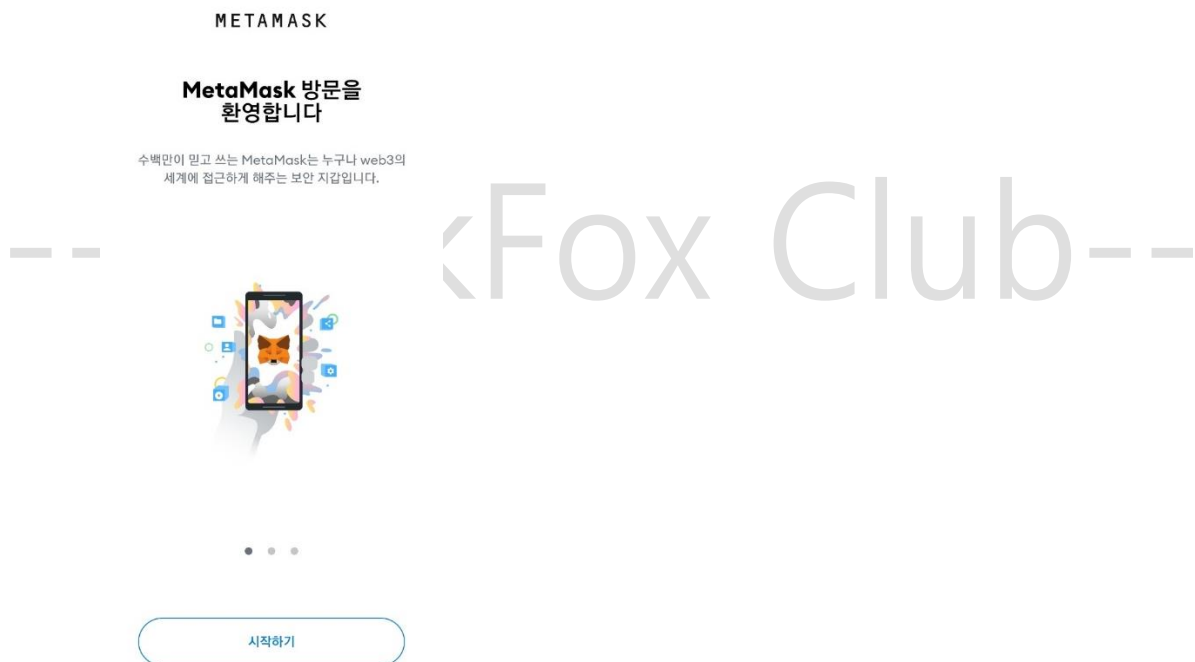 METAMASK
MetaMask 방문을
환영합니다
수백만이 믿고 쓰는 MetaMask는 누구나 web3의
세계에 접근하게 해주는 보안 지갑입니다.
Club--
시작하기